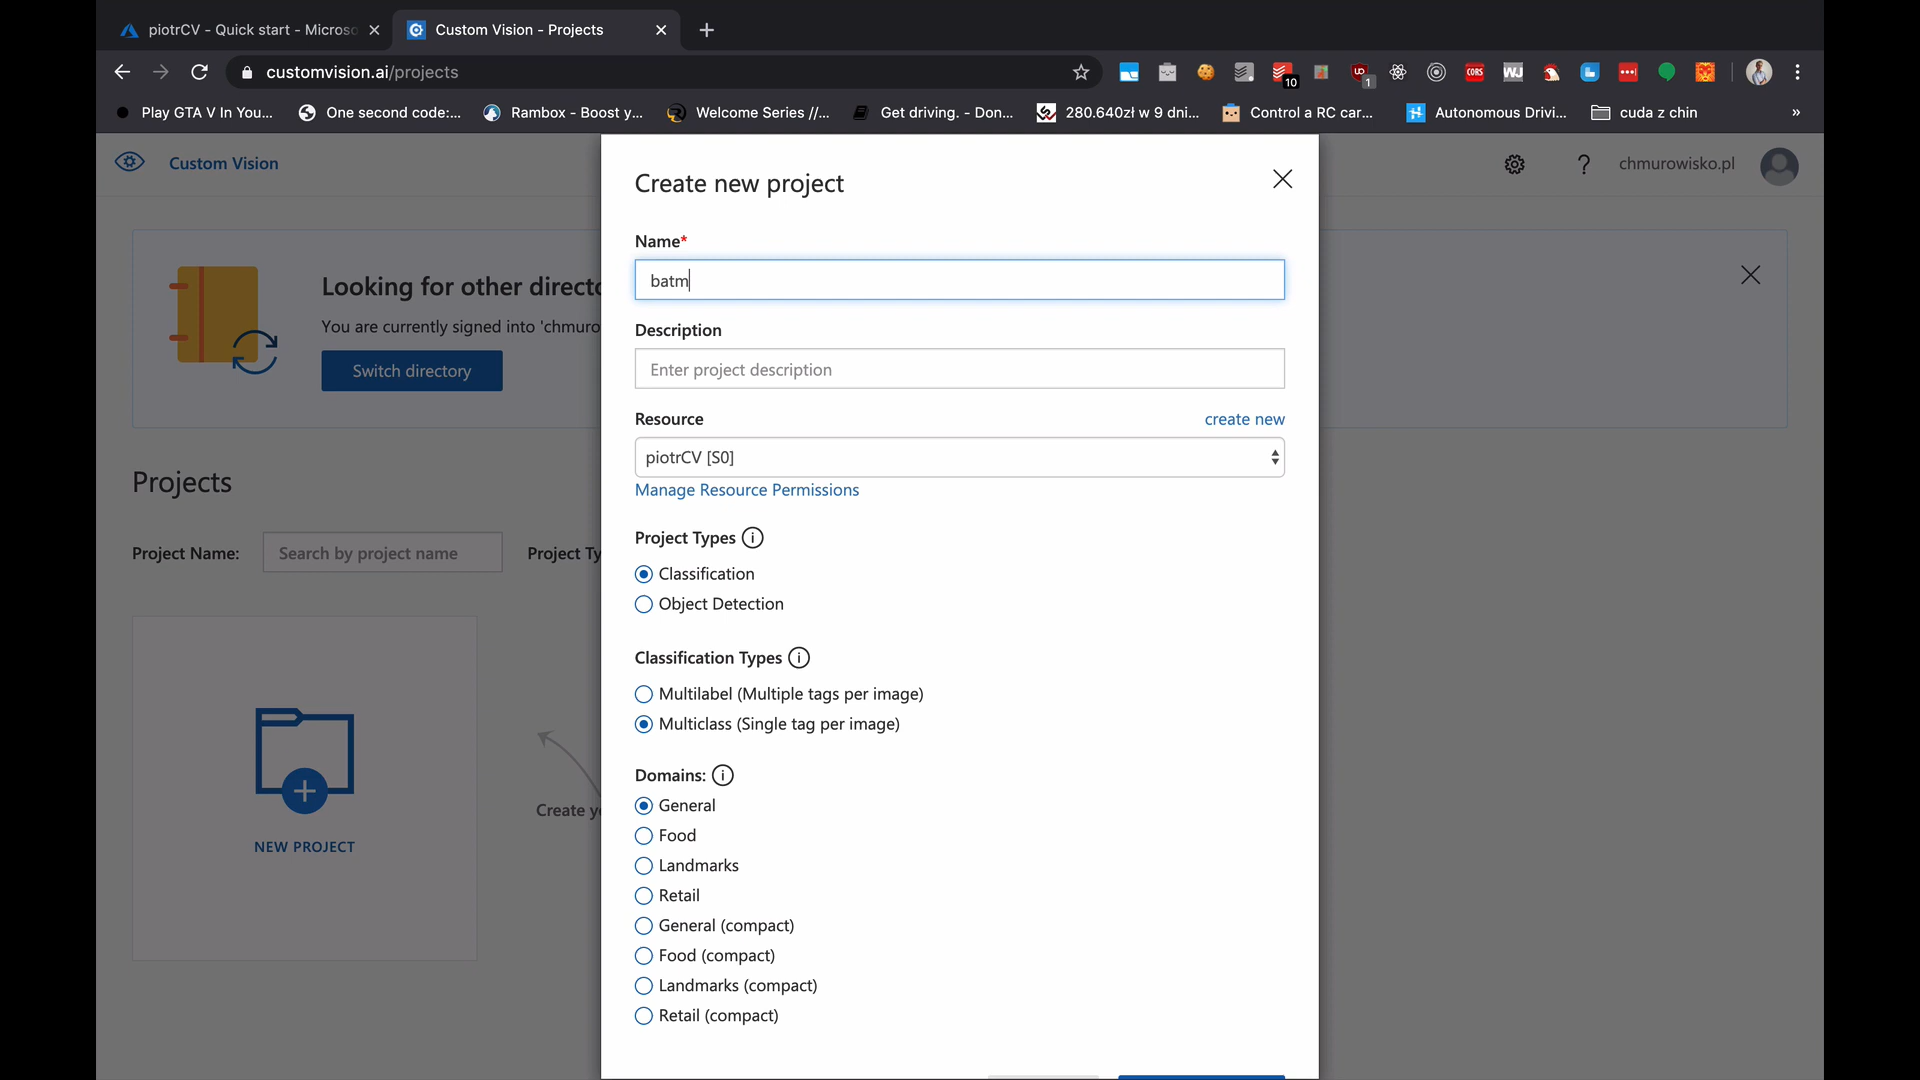 piotrCV - Quick start - Microso
Custom Vision - Projects
customvision.ai/projects
10
1
CORS
Play GTA V In You...
One second code:...
Rambox - Boost y...
Welcome Series //...
Get driving. - Don...
280.640zł w 9 dni...
Control a RC car...
Autonomous Drivi...
cuda z chin
»
Custom Vision
?
chmurowisko.pl
Looking for other directo
You are currently signed into 'chmuro
Switch directory
Projects
Project Name:
Search by project name
Project Ty
NEW PROJECT
Create yo
Create new project
Name*
batm
Description
Enter project description
Resource
create new
piotrCV [S0]
Manage Resource Permissions
Project Types
Classification
Object Detection
Classification Types
Multilabel (Multiple tags per image)
Multiclass (Single tag per image)
Domains:
General
Food
Landmarks
Retail
General (compact)
Food (compact)
Landmarks (compact)
Retail (compact)